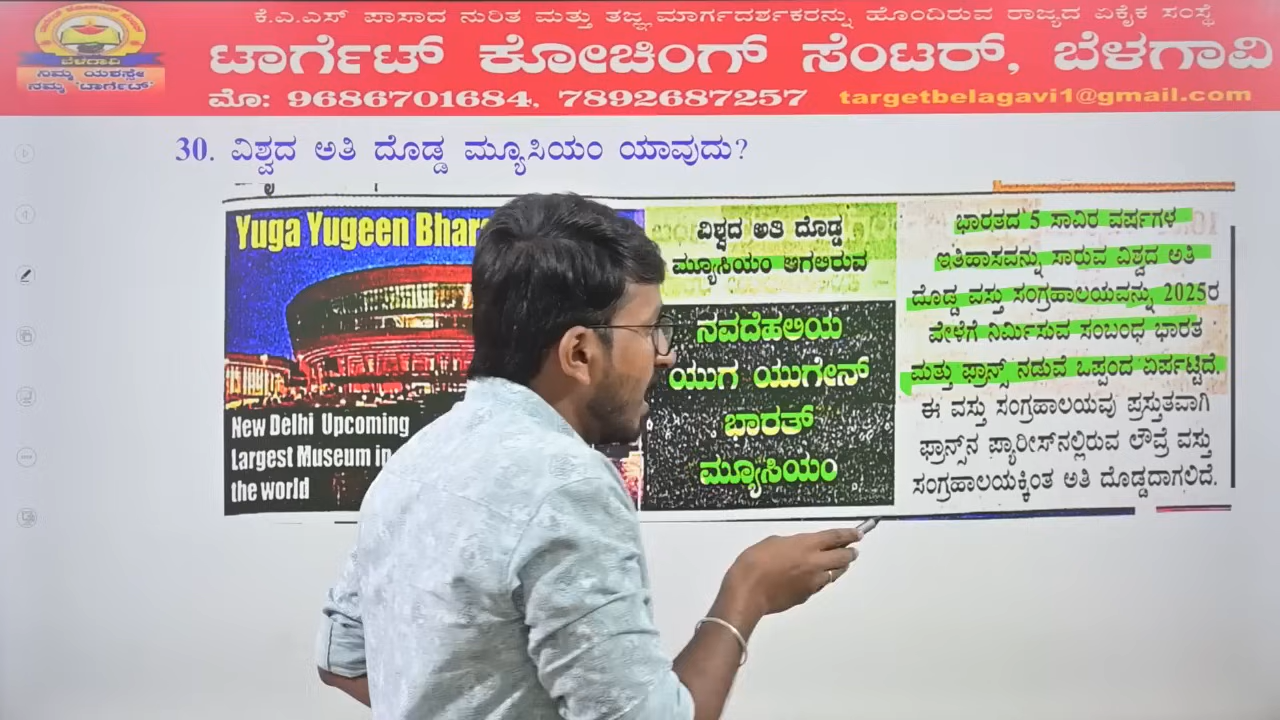 ಕೆ.ಎ.ಎಸ್ ಪಾಸಾದ ನುರಿತ ಮತ್ತು ತಜ್ಞ ಮಾರ್ಗದರ್ಶಕರನ್ನು ಹೊಂದಿರುವ ರಾಜ್ಯದ ಏಕೈಕ ಸಂಸ್ಥೆ
ಟಾರ್ಗೆಟ್ ಕೋಚಿಂಗ್ ಸೆಂಟರ್, ಬೆಳಗಾವಿ
ಮೊ: 9686701684, 7892687257 targetbelagavi1@gmail.com
ಬೆಳಗಾವಿ
ನಿಮ್ಮ ಯಶಸ್ಸೇ
ನಮ್ಮ 'ಟಾರ್ಗೆಟ್'
30. ವಿಶ್ವದ ಅತಿ ದೊಡ್ಡ ಮ್ಯೂಸಿಯಂ ಯಾವುದು?
Yuga Yugeen
New Delhi Upcoming
Largest Museum in
the world
ವಿಶ್ವದ ಅತಿ ದೊಡ್ಡ
ಮ್ಯೂಸಿಯಂ ಆಗಲಿರುವ
ನವದೆಹಲಿಯ
ಯುಗ ಯುಗೇನ್
ಭಾರತ್
ಮ್ಯೂಸಿಯಂ
ಭಾರತದ 5 ಸಾವಿರ ವರ್ಷಗಳ
ಇತಿಹಾಸವನ್ನು ಸಾರುವ ವಿಶ್ವದ ಅತಿ
ದೊಡ್ಡ ವಸ್ತು ಸಂಗ್ರಹಾಲಯವನ್ನು 2025ರ
ವೇಳೆಗೆ ನಿರ್ಮಿಸುವ ಸಂಬಂಧ ಭಾರತ
ಮತ್ತು ಫ್ರಾನ್ಸ್ ನಡುವೆ ಒಪ್ಪಂದ ಏರ್ಪಟ್ಟಿದೆ.
ಈ ವಸ್ತು ಸಂಗ್ರಹಾಲಯವು ಪ್ರಸ್ತುತವಾಗಿ
ಫ್ರಾನ್ಸ್‌ನ ಪ್ಯಾರೀಸ್‌ನಲ್ಲಿರುವ ಲೌವ್ರೆ ವಸ್ತು
ಸಂಗ್ರಹಾಲಯಕ್ಕಿಂತ ಅತಿ ದೊಡ್ಡದಾಗಲಿದೆ.